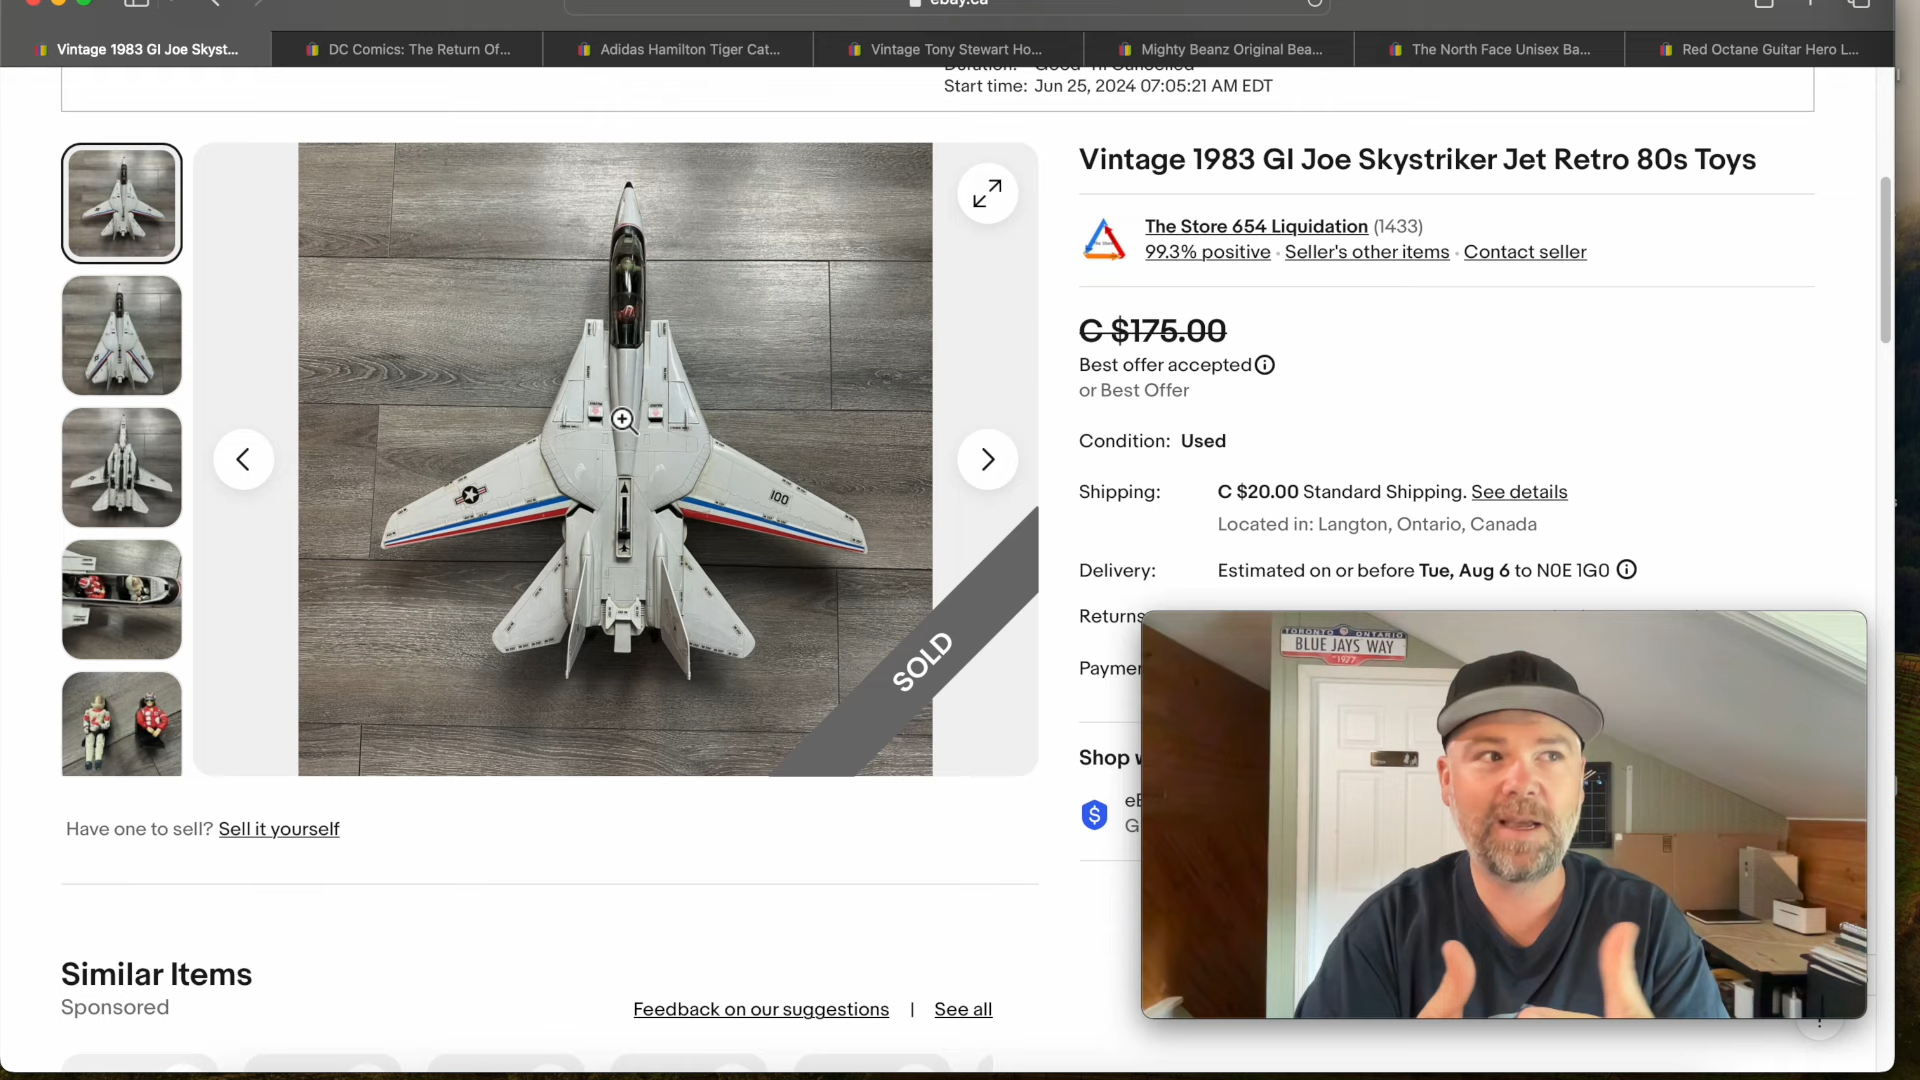 ebay.ca
Vintage 1983 GI Joe Skyst...
DC Comics: The Return Of...
Adidas Hamilton Tiger Cat...
Vintage Tony Stewart Ho...
Mighty Beanz Original Bea...
The North Face Unisex Ba...
Red Octane Guitar Hero L...
Start time: Jun 25, 2024 07:05:21 AM EDT
Vintage 1983 GI Joe Skystriker Jet Retro 80s Toys
The Store 654 Liquidation (1433)
99.3% positive · Seller's other items · Contact seller
C $175.00
Best offer accepted
or Best Offer
Condition: Used
Shipping: C $20.00 Standard Shipping. See details
Located in: Langton, Ontario, Canada
Delivery: Estimated on or before Tue, Aug 6 to N0E 1G0
Returns
Paymen
Shop w
eB
G
100
SOLD
TORONTO ONTARIO
BLUE JAYS WAY
1977
Have one to sell? Sell it yourself
Similar Items
Sponsored
Feedback on our suggestions | See all